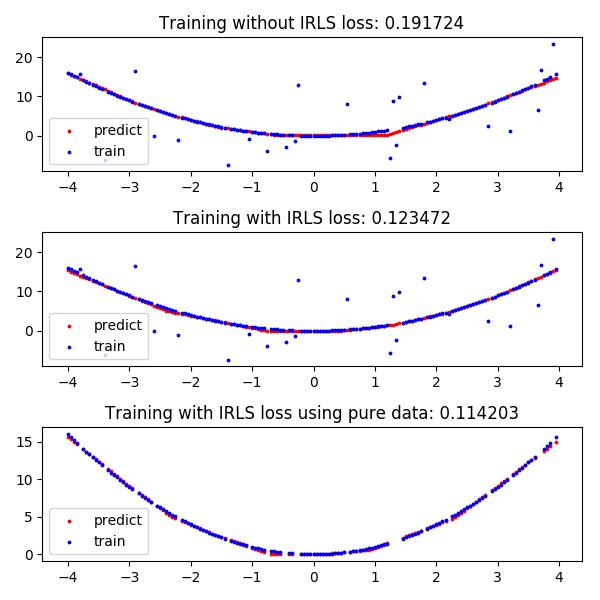 Training without IRLS loss: 0.191724
20
10
0
predict
train
−4 −3 −2 −1 0 1 2 3 4
Training with IRLS loss: 0.123472
20
10
0
predict
train
−4 −3 −2 −1 0 1 2 3 4
Training with IRLS loss using pure data: 0.114203
15
10
5
0
predict
train
−4 −3 −2 −1 0 1 2 3 4